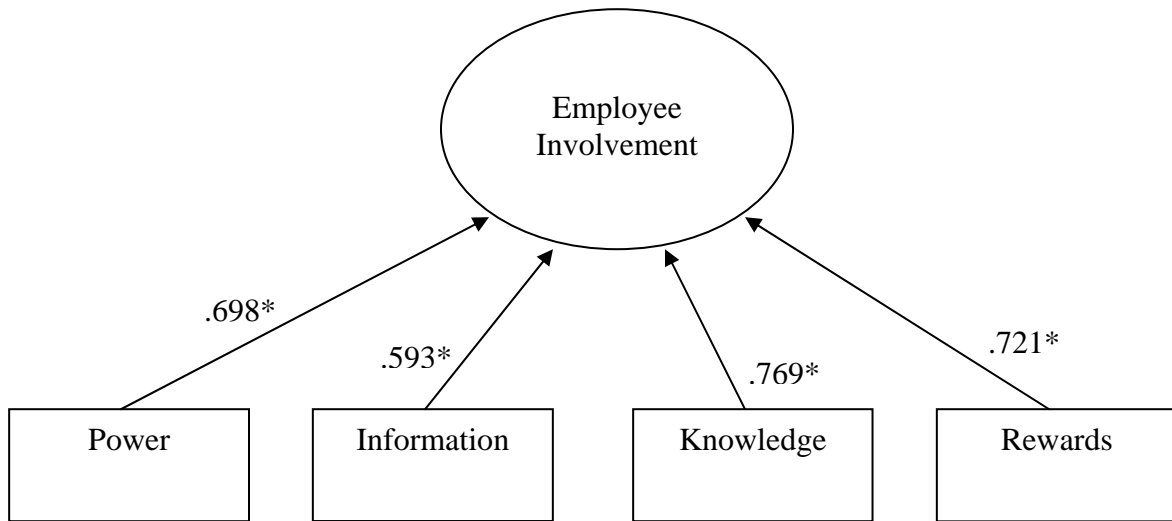 Employee
Involvement
.698*
.593*
.769*
.721*
Power
Information
Knowledge
Rewards